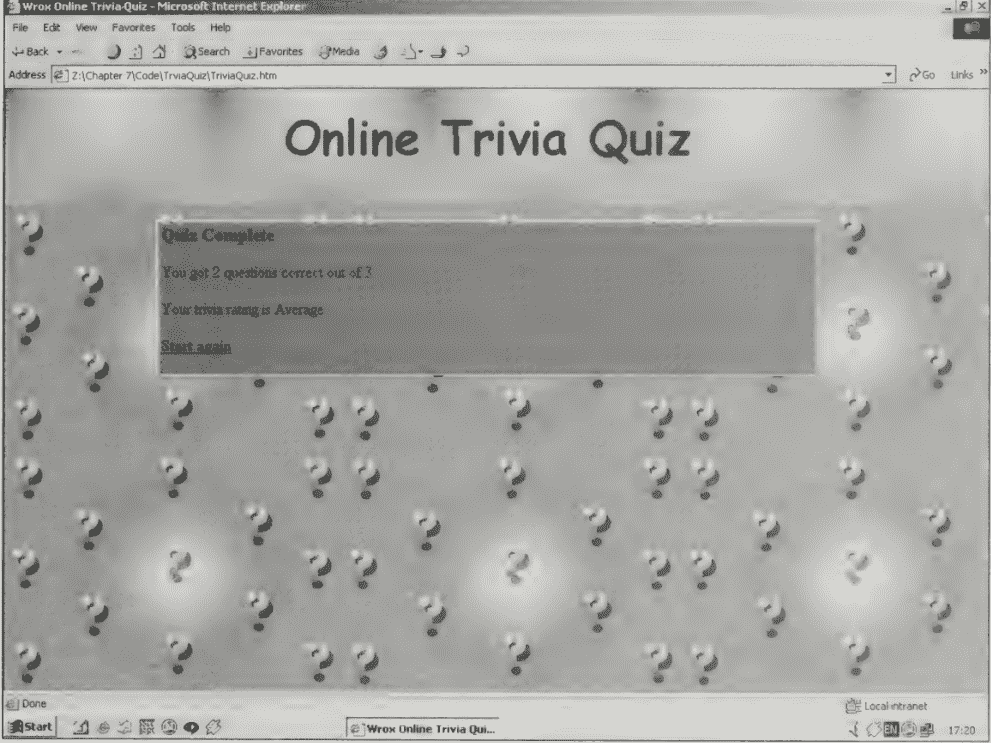 Wrox Online Trivia Quiz - Microsoft Internet Explorer
File Edit View Favorites Tools Help
Back Search Favorites Media
Address Z:\Chapter 7\Code\TrviaQuiz\TriviaQuiz.htm Go Links »
Online Trivia Quiz
Quiz Complete
You got 2 questions correct out of 3
Your trivia rating is Average
Start again
Done Local intranet
Start Wrox Online Trivia Qui... EN 17:20